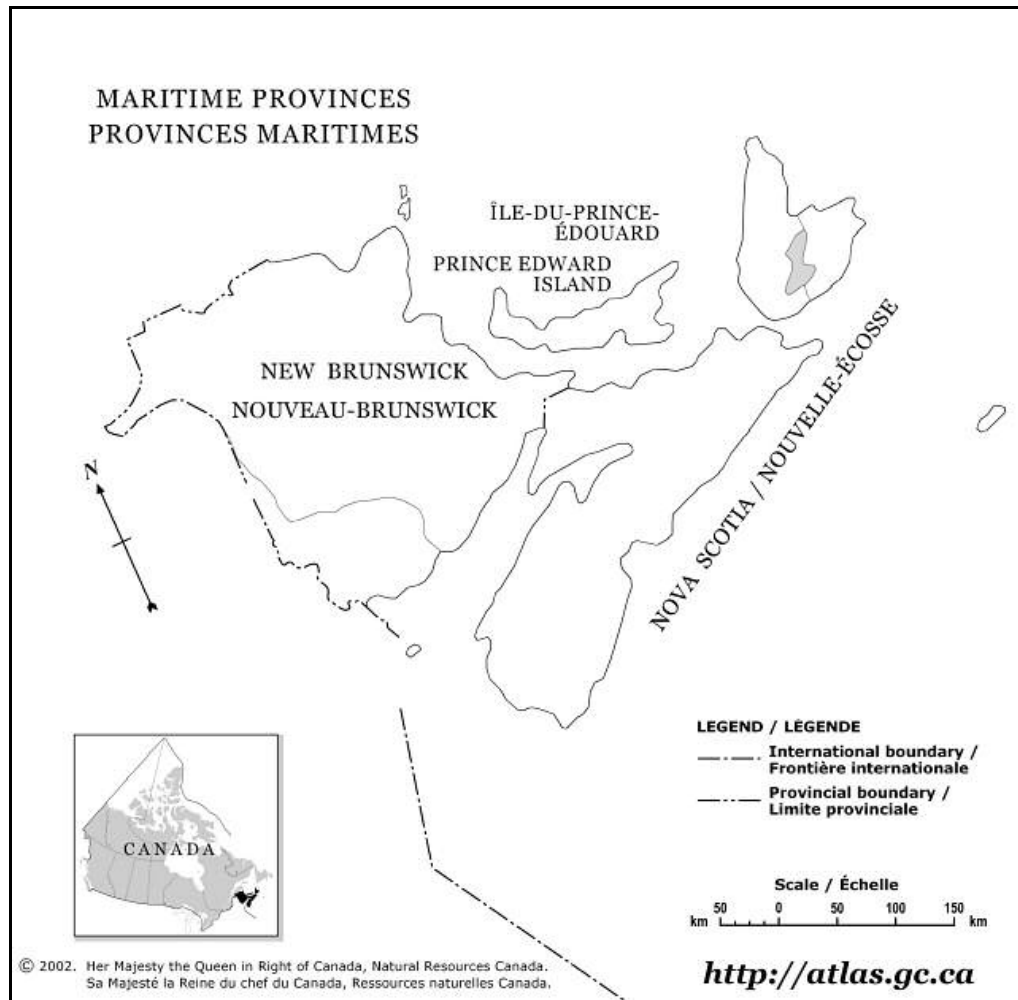 MARITIME PROVINCES
PROVINCES MARITIMES
ÎLE-DU-PRINCE-
ÉDOUARD
PRINCE EDWARD
ISLAND
NEW BRUNSWICK
NOUVEAU-BRUNSWICK
NOVA SCOTIA / NOUVELLE-ÉCOSSE
N
LEGEND / LÉGENDE
International boundary /
Frontière internationale
Provincial boundary /
Limite provinciale
CANADA
Scale / Échelle
50 0 50 100 150
km km
© 2002. Her Majesty the Queen in Right of Canada, Natural Resources Canada.
Sa Majesté la Reine du chef du Canada, Ressources naturelles Canada.
http://atlas.gc.ca